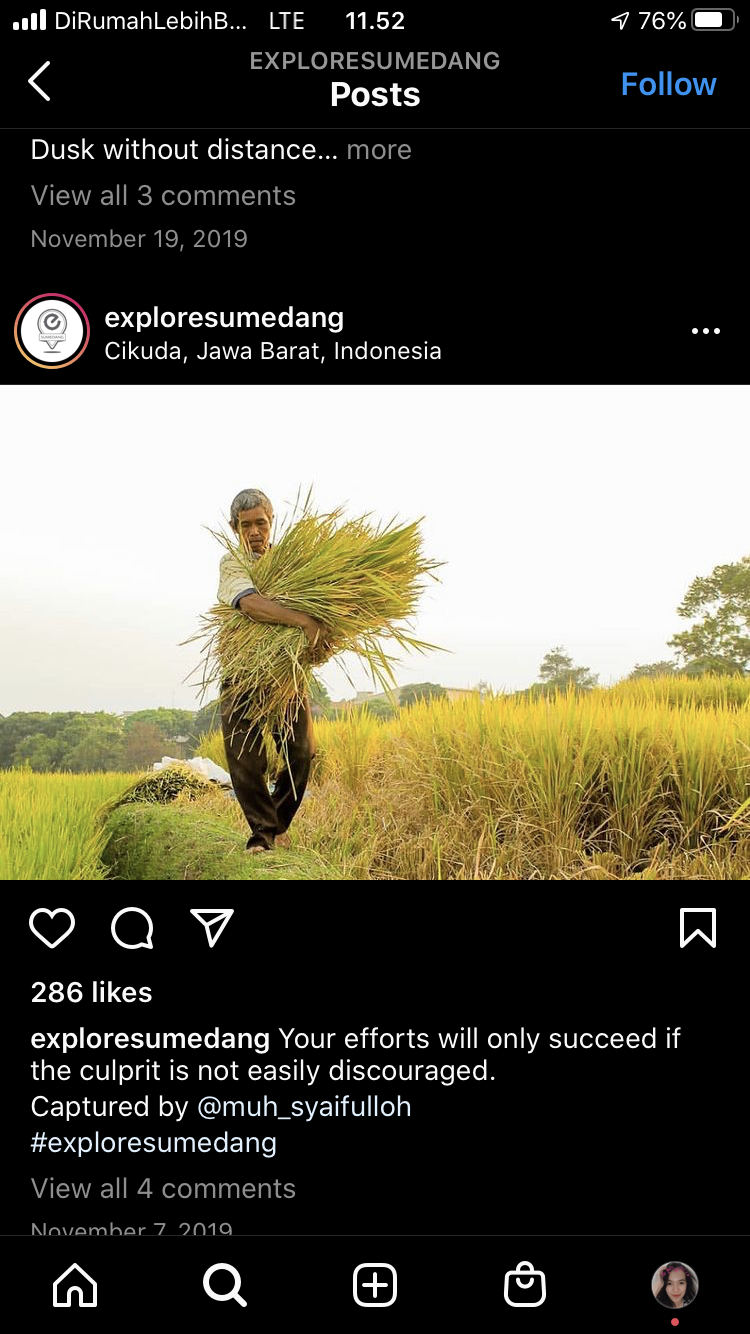 DiRumahLebihB... LTE 11.52 76%
EXPLORESUMEDANG
Posts
Follow
Dusk without distance... more
View all 3 comments
November 19, 2019
exploresumedang
Cikuda, Jawa Barat, Indonesia
286 likes
exploresumedang Your efforts will only succeed if
the culprit is not easily discouraged.
Captured by @muh_syaifulloh
#exploresumedang
View all 4 comments
November 7, 2019